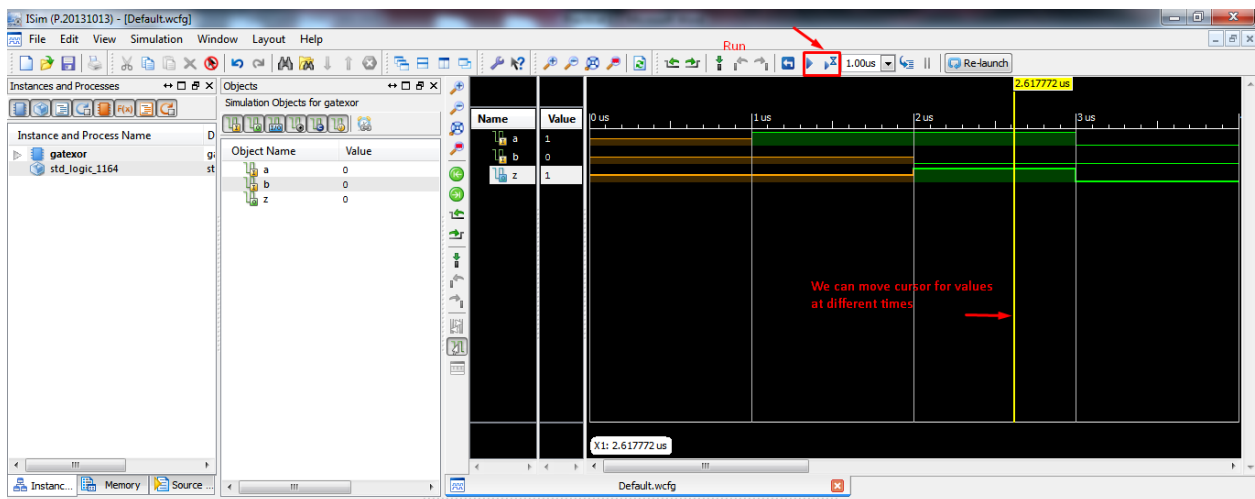 ISim (P.20131013) - [Default.wcfg]
File Edit View Simulation Window Layout Help
Run
1.00us
Re-launch
Instances and Processes
Objects
2.617772 us
Simulation Objects for gatexor
F(x)
Name Value
0 us 1 us 2 us 3 us
Instance and Process Name D
Object Name Value
a 1
gatexor
a 0
b 0
std_logic_1164 st
b 0
z 1
z 0
We can move cursor for values
at different times
X1: 2.617772 us
Instanc... Memory Source ...
Default.wcfg